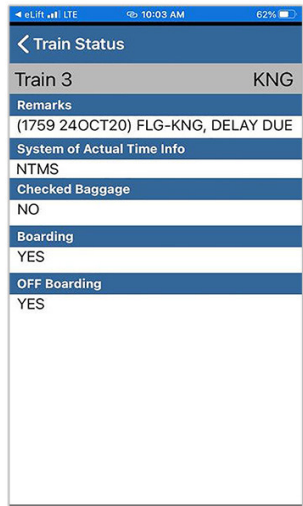 eLift LTE 10:03 AM 62%
Train Status
Train 3 KNG
Remarks
(1759 24OCT20) FLG-KNG, DELAY DUE
System of Actual Time Info
NTMS
Checked Baggage
NO
Boarding
YES
OFF Boarding
YES